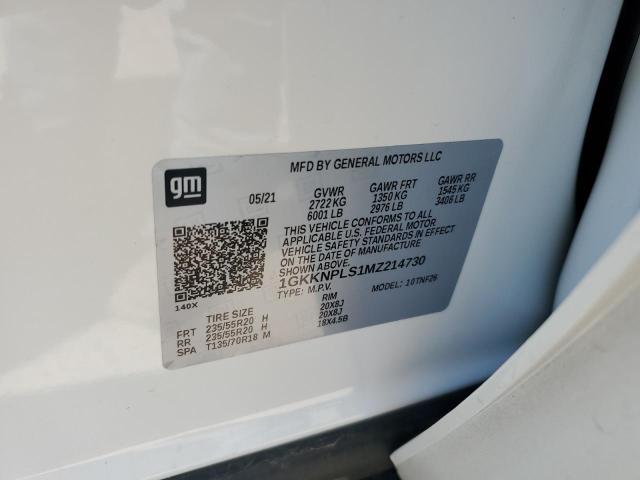 gm
MFD BY GENERAL MOTORS LLC
05/21 GVWR GAWR FRT GAWR RR
2722 KG 1350 KG 1545 KG
6001 LB 2976 LB 3406 LB
THIS VEHICLE CONFORMS TO ALL
APPLICABLE U.S. FEDERAL MOTOR
VEHICLE SAFETY STANDARDS IN EFFECT
ON THE DATE OF MANUFACTURE
1GKKNPLS1MZ214730
140X
TYPE: M.P.V. MODEL: 10TNF26
TIRE SIZE RIM
FRT 235/55R20 H 20X8J
RR 235/55R20 H 20X8J
SPA T135/70R18 M 18X4.5B